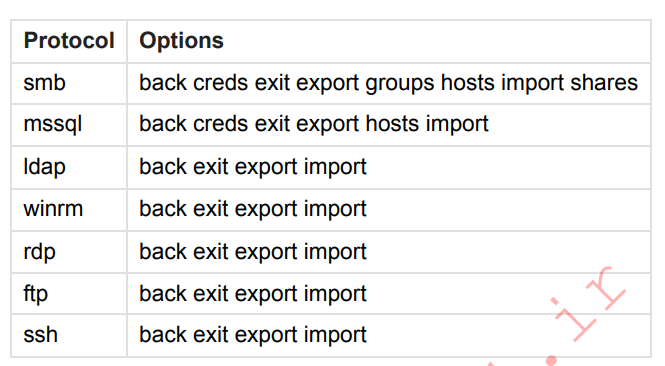 Protocol Options
smb back creds exit export groups hosts import shares
mssql back creds exit export hosts import
ldap back exit export import
winrm back exit export import
rdp back exit export import
ftp back exit export import
ssh back exit export import
.ir